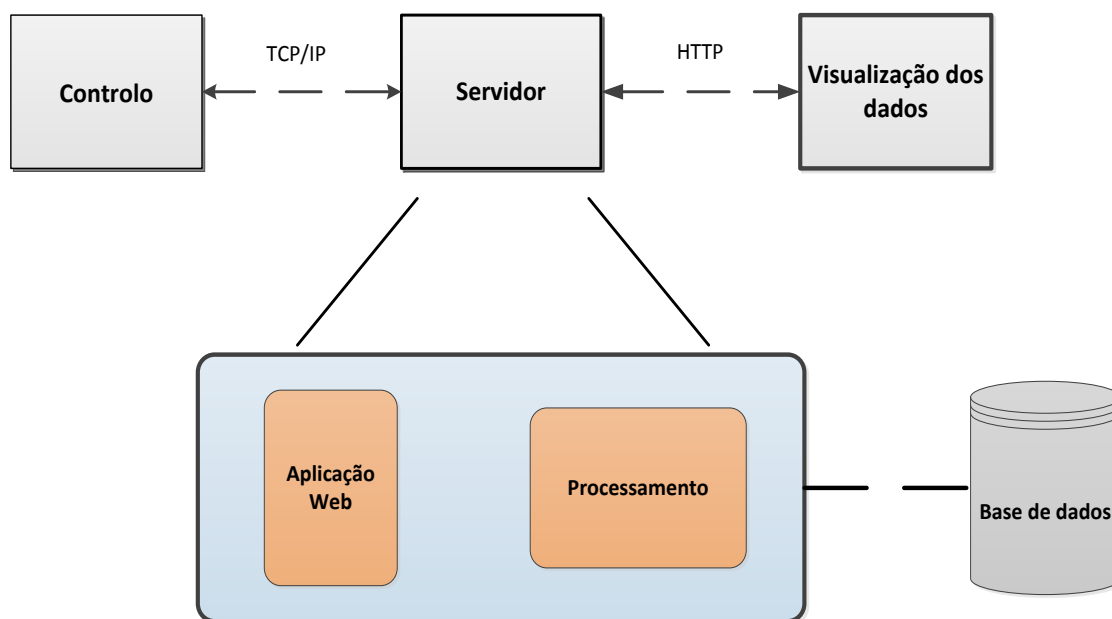 TCP/IP
HTTP
Controlo
Servidor
Visualização dos
dados
Aplicação
Web
Processamento
Base de dados